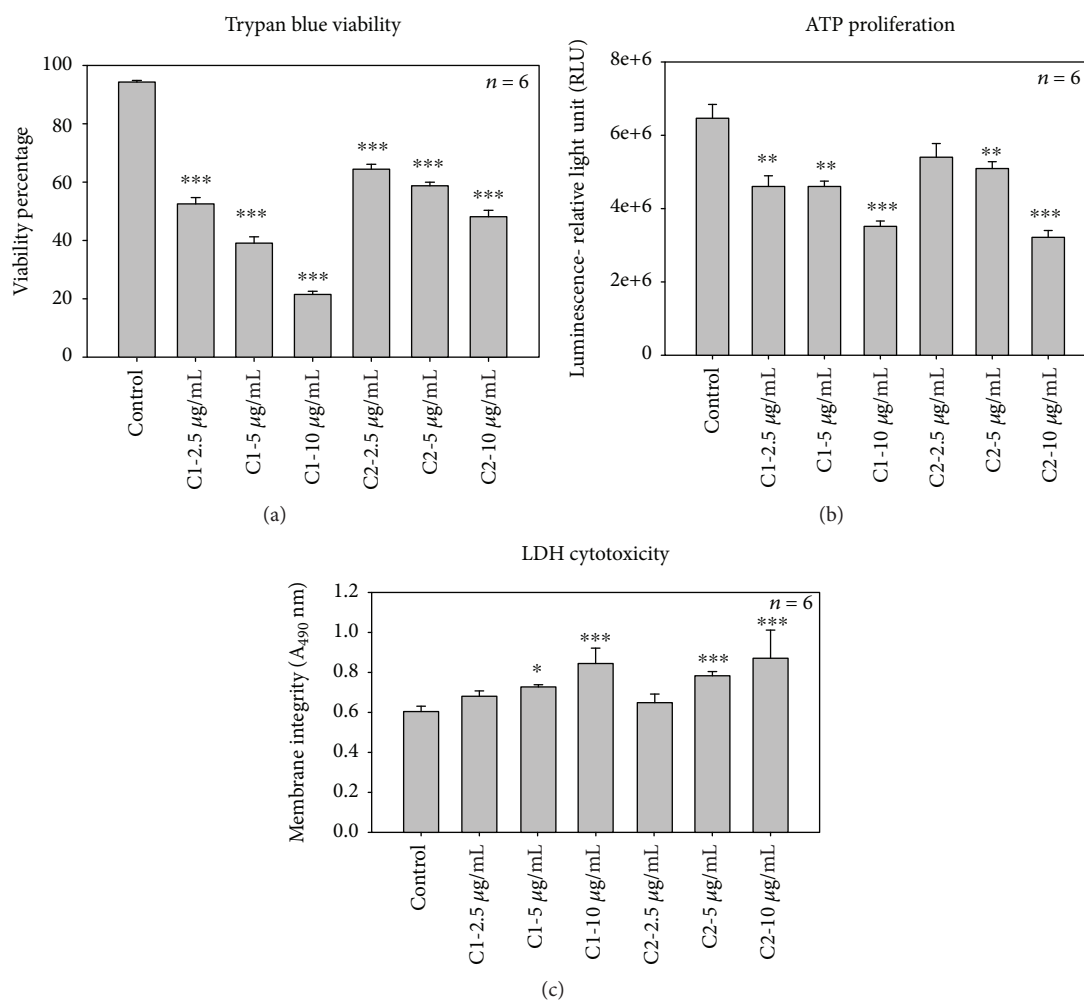 Trypan blue viability
n = 6
Viability percentage
100
80
60
40
20
0
***
***
***
***
***
***
Control
C1-2.5 μg/mL
C1-5 μg/mL
C1-10 μg/mL
C2-2.5 μg/mL
C2-5 μg/mL
C2-10 μg/mL
(a)
ATP proliferation
n = 6
Luminescence- relative light unit (RLU)
8e+6
6e+6
4e+6
2e+6
0
**
**
***
**
***
Control
C1-2.5 μg/mL
C1-5 μg/mL
C1-10 μg/mL
C2-2.5 μg/mL
C2-5 μg/mL
C2-10 μg/mL
(b)
LDH cytotoxicity
n = 6
Membrane integrity (A490 nm)
1.2
1.0
0.8
0.6
0.4
0.2
0.0
*
***
***
***
Control
C1-2.5 μg/mL
C1-5 μg/mL
C1-10 μg/mL
C2-2.5 μg/mL
C2-5 μg/mL
C2-10 μg/mL
(c)